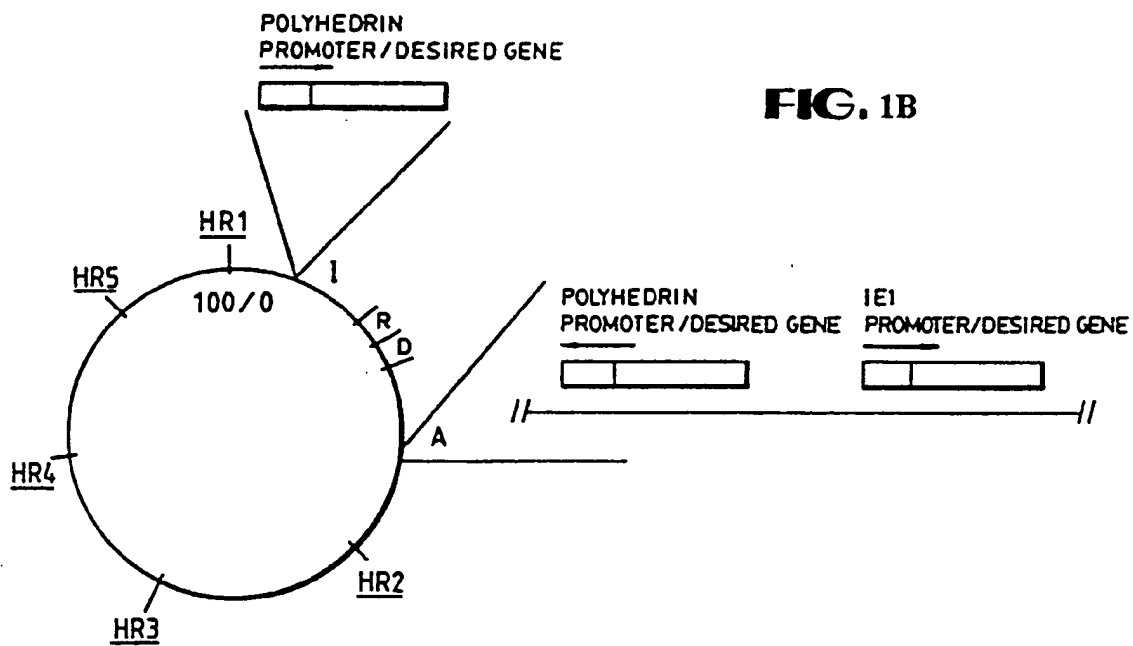 POLYHEDRIN
PROMOTER/DESIRED GENE
FIG. 1B
HR1
I
HR5
100/0
R
D
POLYHEDRIN
PROMOTER/DESIRED GENE
IE1
PROMOTER/DESIRED GENE
A
HR4
HR2
HR3